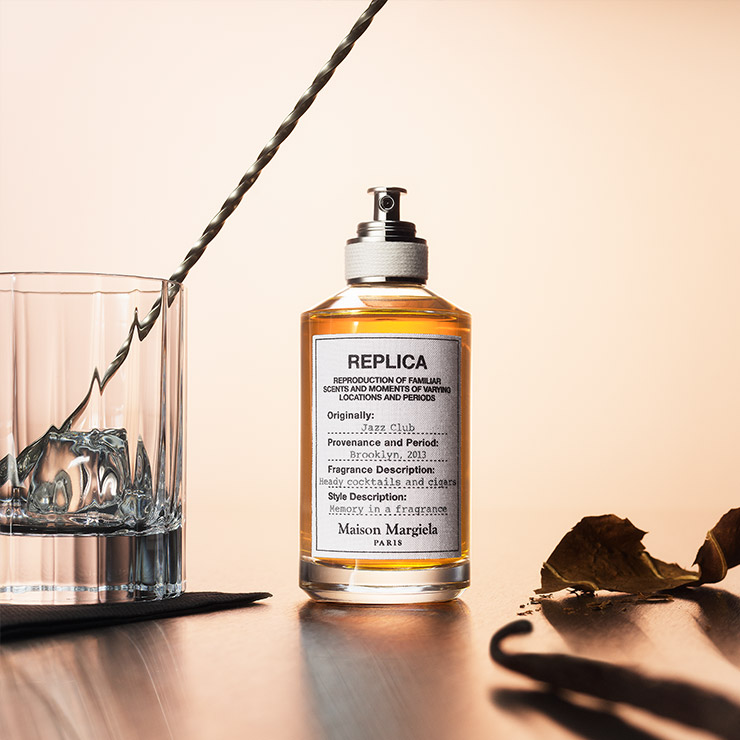 REPLICA
REPRODUCTION OF FAMILIAR
SCENTS AND MOMENTS OF VARYING
LOCATIONS AND PERIODS
Originally:
Jazz Club
Provenance and Period:
Brooklyn, 2013
Fragrance Description:
Heady cocktails and cigars
Style Description:
Memory in a fragrance
Maison Margiela
PARIS